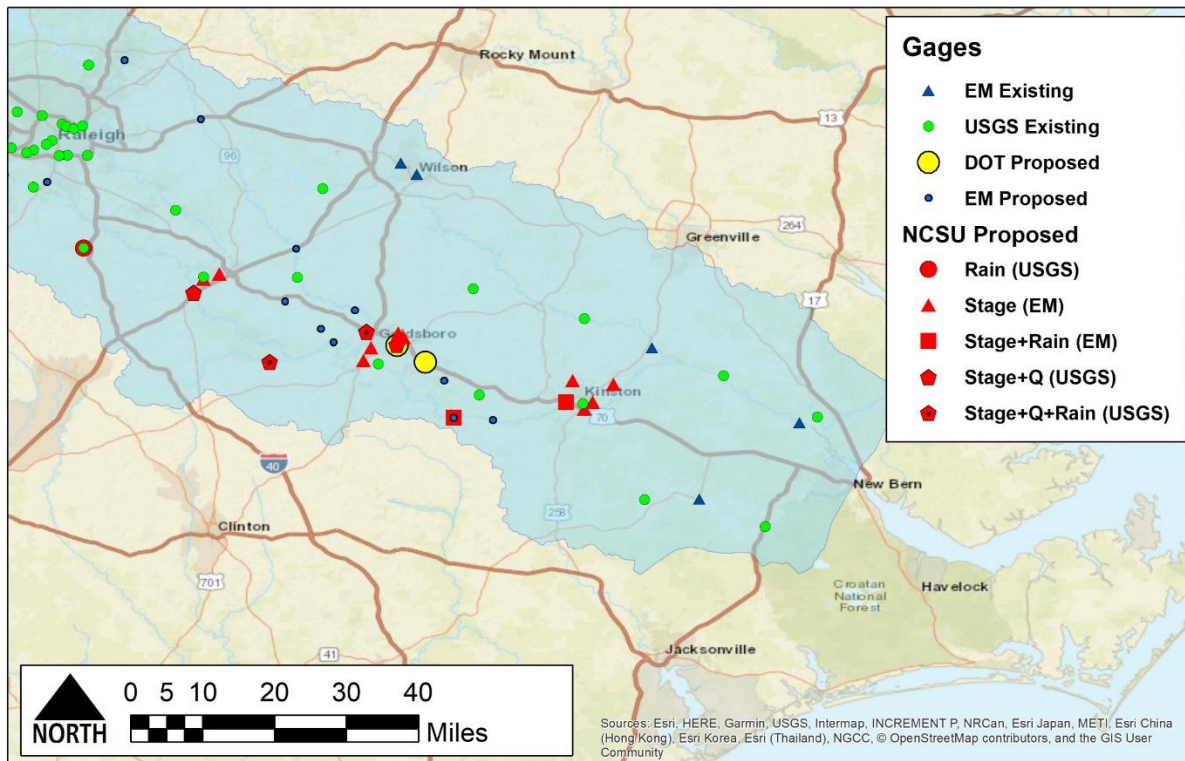 Rocky Mount
13
Raleigh
96
Wilson
264
Greenville
17
Goldsboro
Kinston
70
New Bern
40
258
Clinton
701
Croatan
National
Forest
Havelock
41
Jacksonville
Gages
EM Existing
USGS Existing
DOT Proposed
EM Proposed
NCSU Proposed
Rain (USGS)
Stage (EM)
Stage+Rain (EM)
Stage+Q (USGS)
Stage+Q+Rain (USGS)
NORTH
0 5 10 20 30 40
Miles
Sources: Esri, HERE, Garmin, USGS, Intermap, INCREMENT P, NRCan, Esri Japan, METI, Esri China
(Hong Kong), Esri Korea, Esri (Thailand), NGCC, © OpenStreetMap contributors, and the GIS User
Community